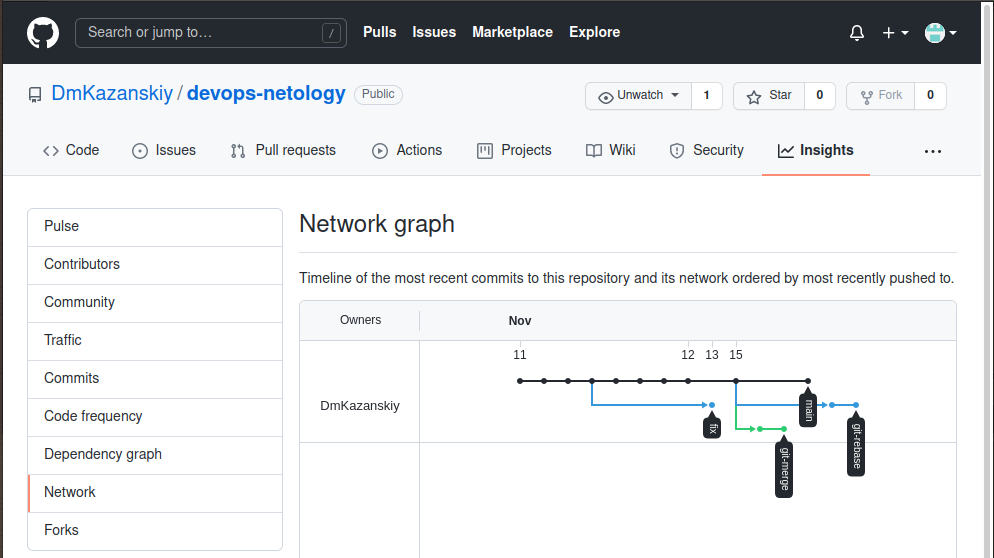 Search or jump to… /
Pulls Issues Marketplace Explore
DmKazanskiy / devops-netology Public
Unwatch 1 Star 0 Fork 0
Code Issues Pull requests Actions Projects Wiki Security Insights
Pulse
Contributors
Community
Traffic
Commits
Code frequency
Dependency graph
Network
Forks
Network graph
Timeline of the most recent commits to this repository and its network ordered by most recently pushed to.
Owners Nov
11 12 13 15
DmKazanskiy
fix
main
git-merge
git-rebase